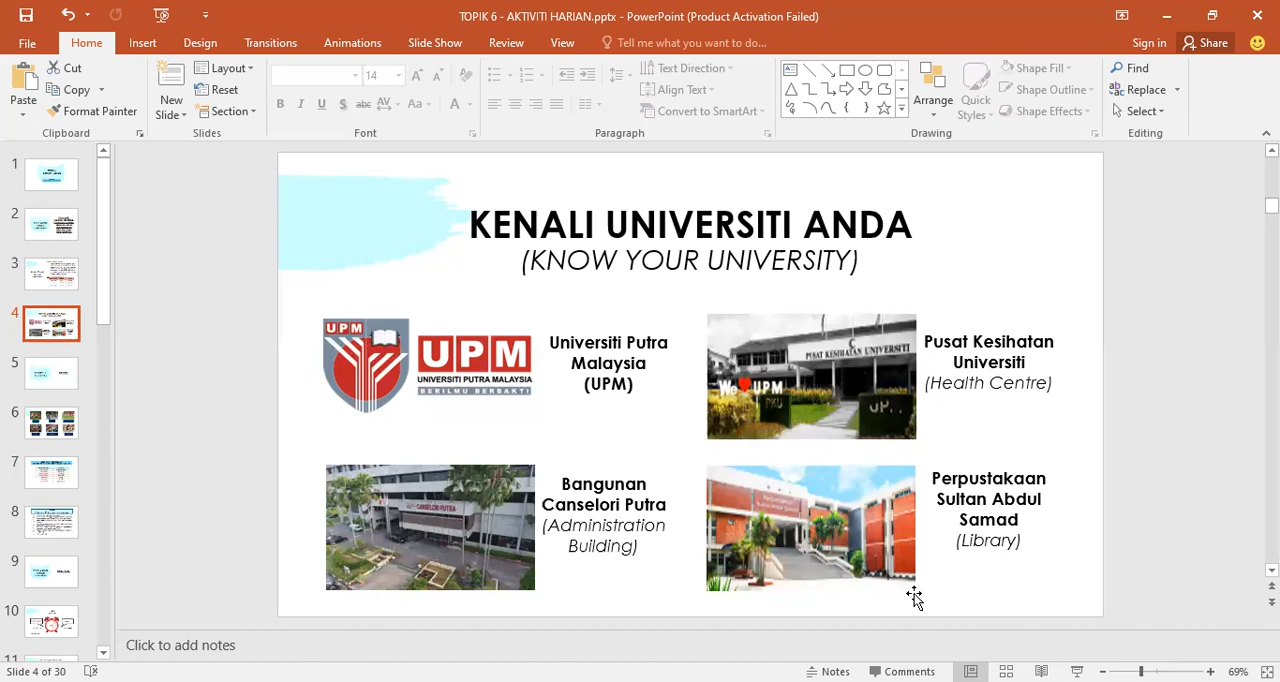 TOPIK 6 - AKTIVITI HARIAN.pptx - PowerPoint (Product Activation Failed)
File Home Insert Design Transitions Animations Slide Show Review View Tell me what you want to do... Sign in Share
Paste
Cut
Copy
Format Painter
Clipboard
New Slide
Layout
Reset
Section
Slides
14
B I U S abc AV Aa A
Font
Text Direction
Align Text
Convert to SmartArt
Paragraph
Arrange
Quick Styles
Shape Fill
Shape Outline
Shape Effects
Drawing
Find
Replace
Select
Editing
1
2
3
4
5
6
7
8
9
10
11
KENALI UNIVERSITI ANDA
(KNOW YOUR UNIVERSITY)
UPM
UPM
UNIVERSITI PUTRA MALAYSIA
BERILMU BERBAKTI
Universiti Putra
Malaysia
(UPM)
PUSAT KESIHATAN UNIVERSITI
We UPM
PKU
Pusat Kesihatan
Universiti
(Health Centre)
CANSELORI PUTRA
Bangunan
Canselori Putra
(Administration
Building)
Perpustakaan
Sultan Abdul
Samad
(Library)
Click to add notes
Slide 4 of 30
Notes Comments 69%